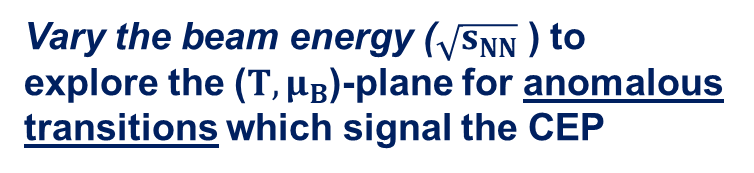 Vary the beam energy (√sNN ) to
explore the (T, μB)-plane for anomalous
transitions which signal the CEP